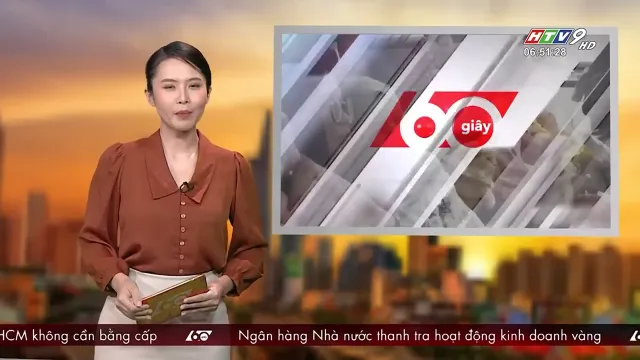 HTV9 HD
06:51:28
60 giây
HCM không cần bằng cấp 60 Ngân hàng Nhà nước thanh tra hoạt động kinh doanh vàng